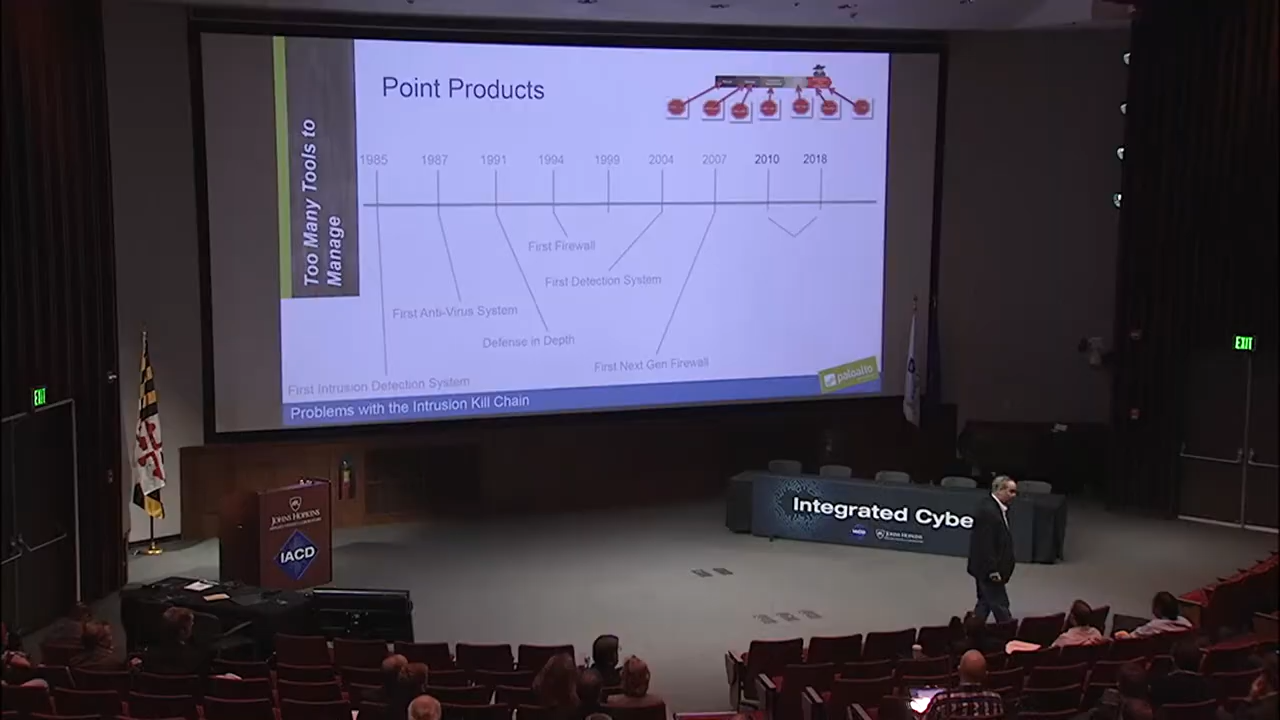 Too Many Tools to
Manage
Point Products
1985 1987 1991 1994 1999 2004 2007 2010 2018
First Firewall
First Detection System
First Anti-Virus System
Defense in Depth
First Next Gen Firewall
First Intrusion Detection System
paloalto
Problems with the Intrusion Kill Chain
EXIT
EXIT
JOHNS HOPKINS
IACD
Integrated Cybe
JOHNS HOPKINS